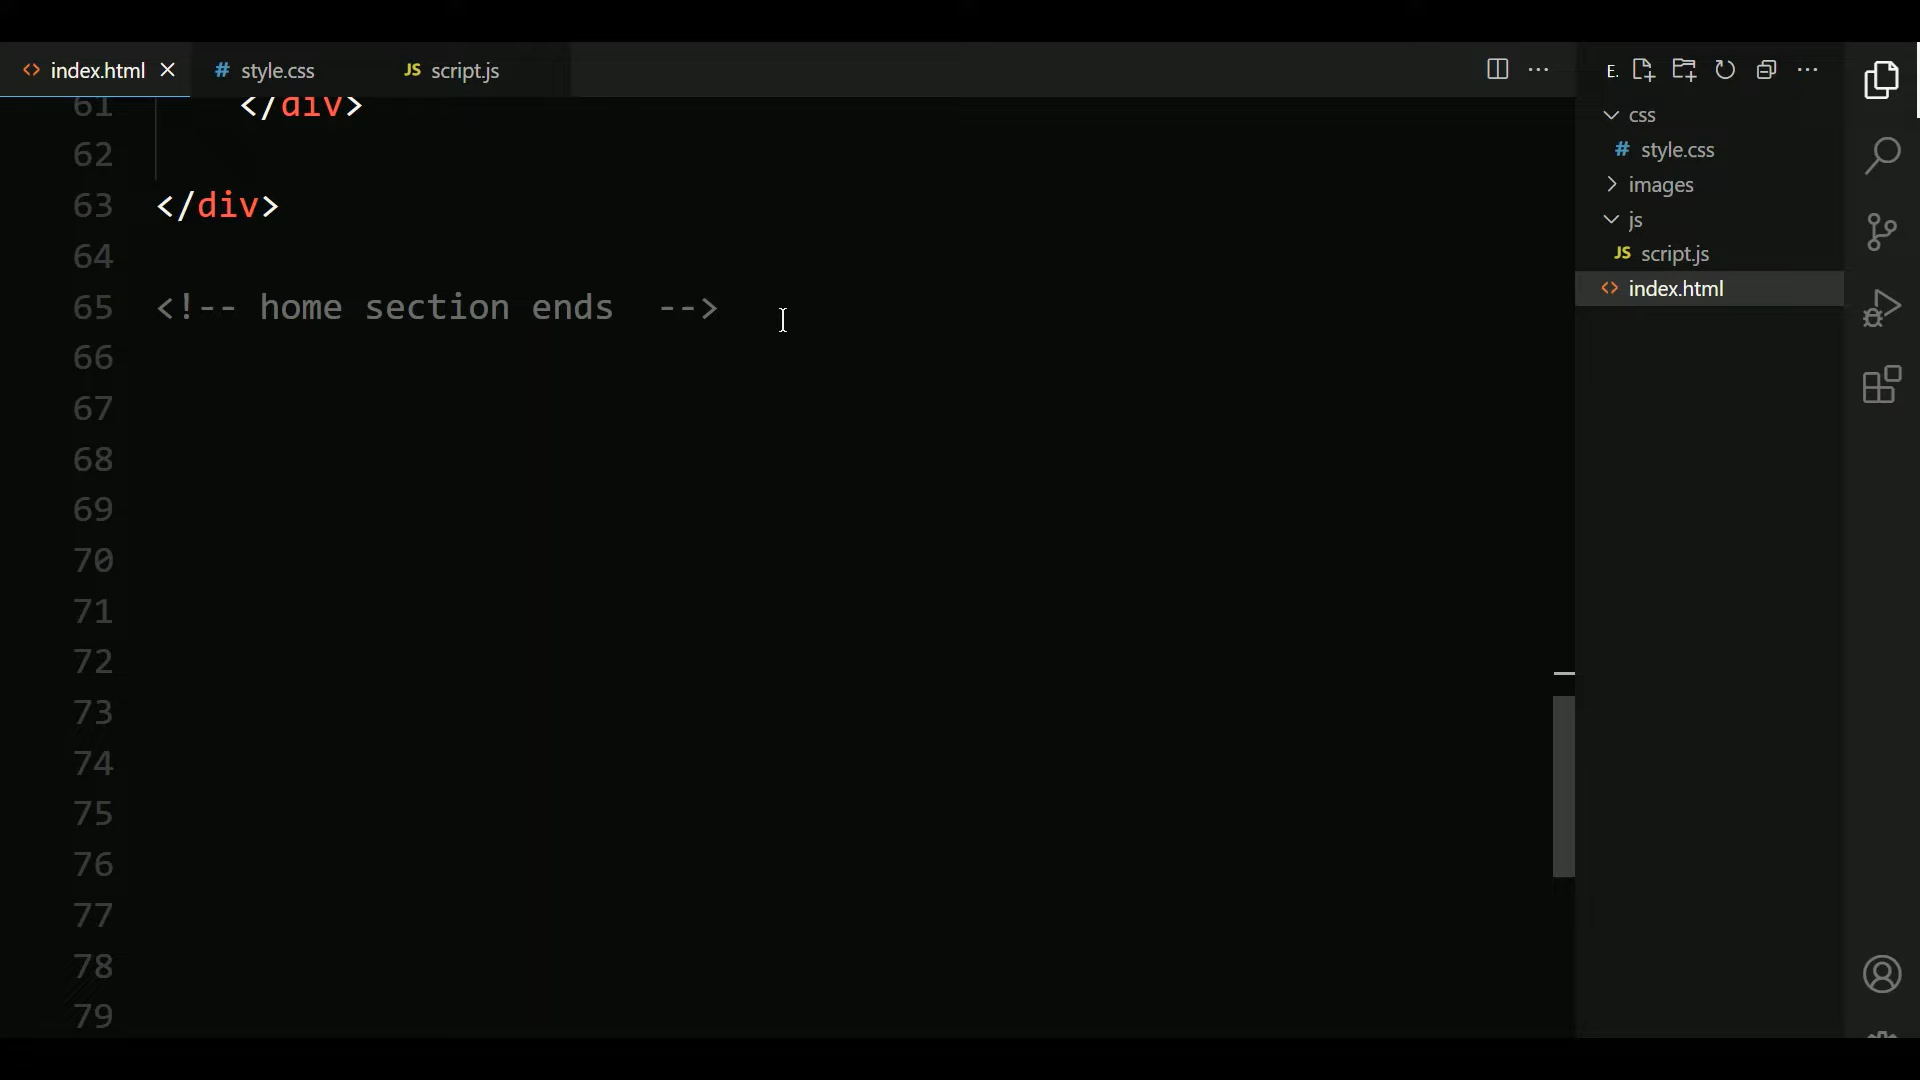 index.html
# style.css
JS script.js
E.
61 </div>
62
63 </div>
64
65 <!-- home section ends  -->
66
67
68
69
70
71
72
73
74
75
76
77
78
79
css
# style.css
images
js
JS script.js
index.html